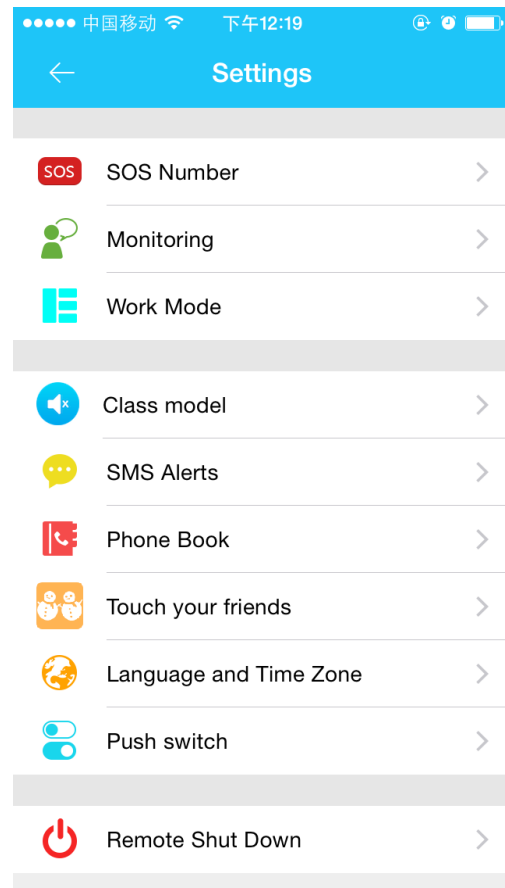 中国移动 下午12:19
Settings
SOS SOS Number
Monitoring
Work Mode
Class model
SMS Alerts
Phone Book
Touch your friends
Language and Time Zone
Push switch
Remote Shut Down